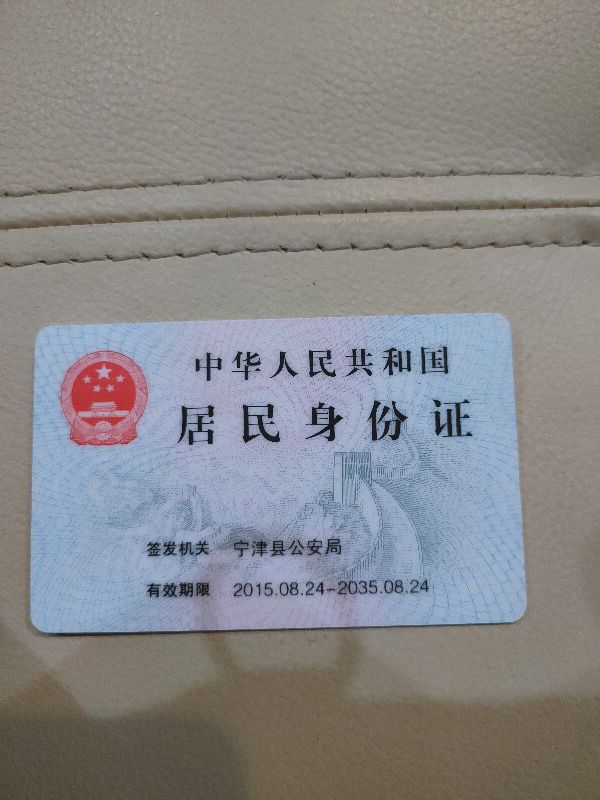 中华人民共和国
居民身份证
签发机关 宁津县公安局
有效期限 2015.08.24-2035.08.24